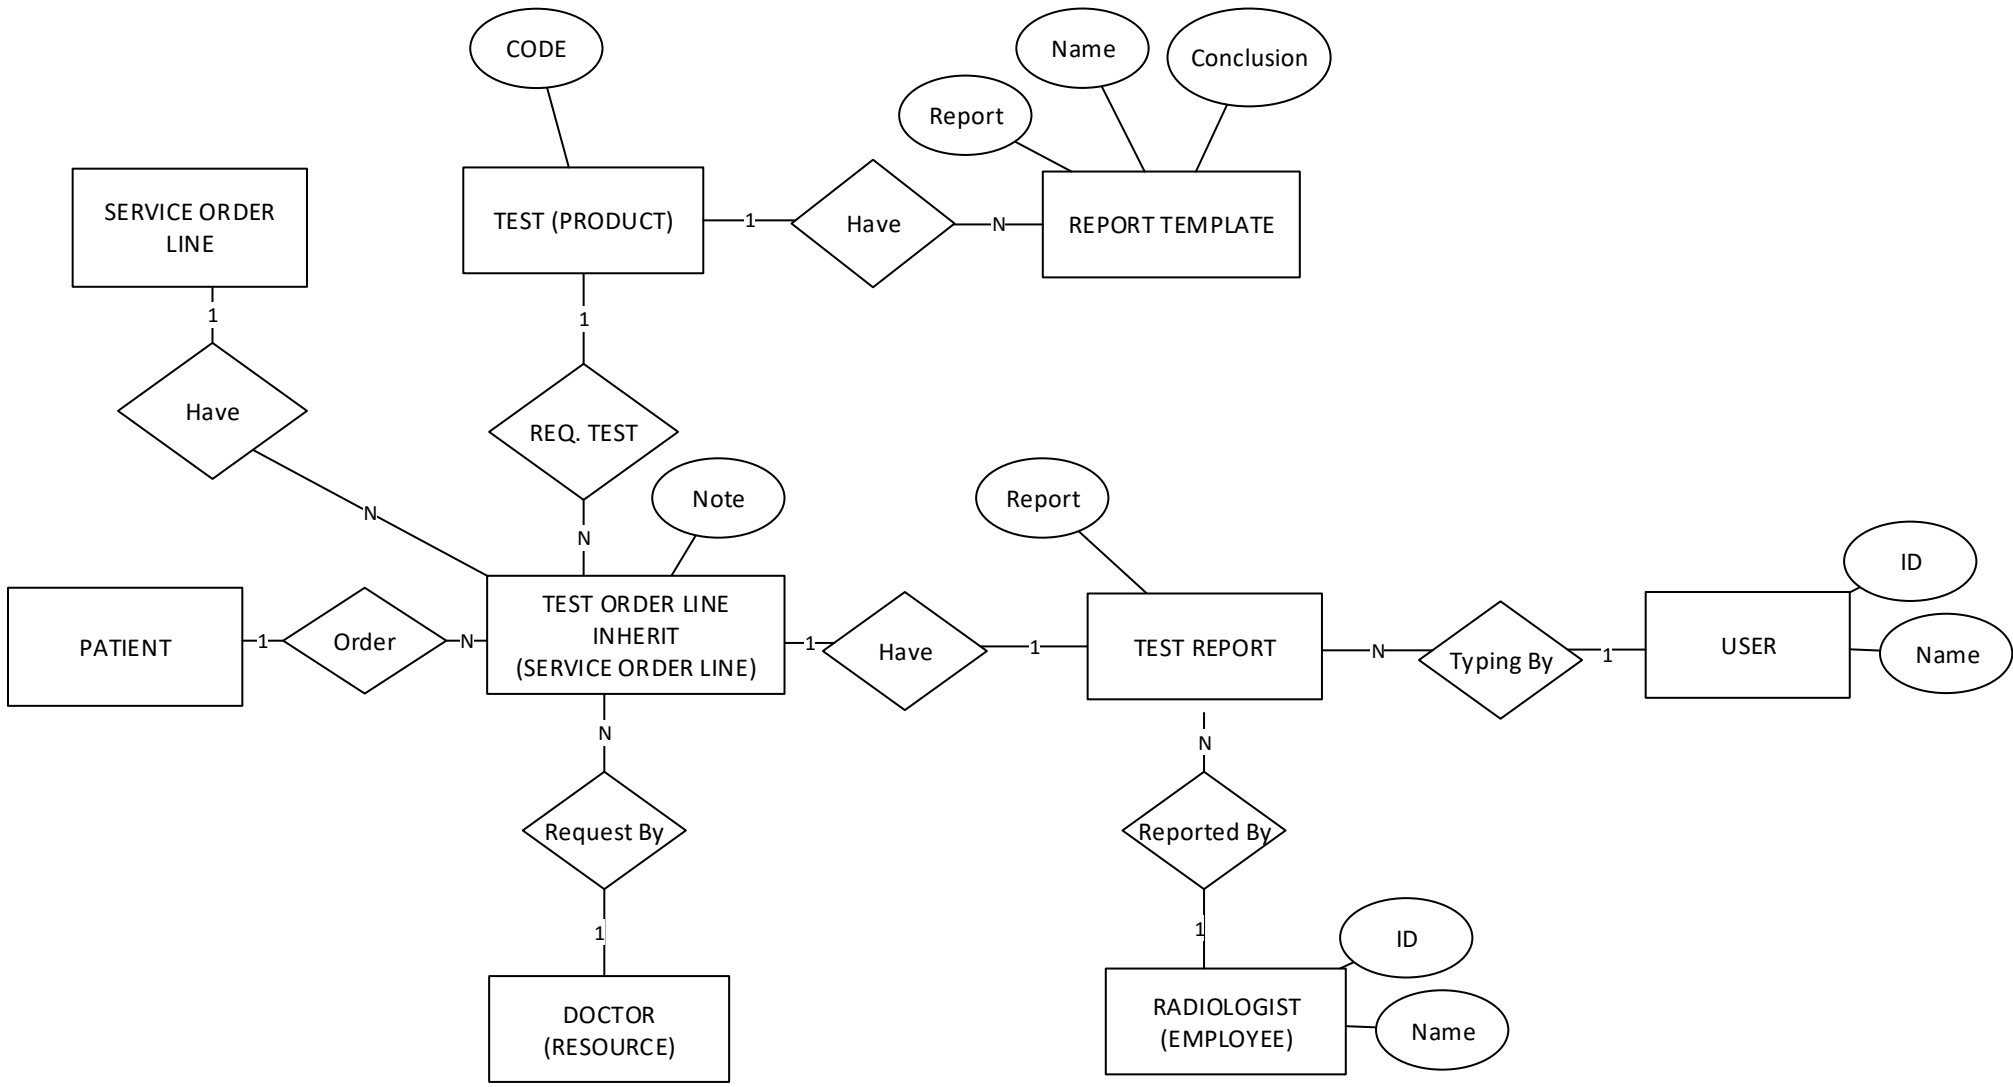 CODE
Name
Conclusion
Report
SERVICE ORDER
LINE
TEST (PRODUCT)
1
Have
N
REPORT TEMPLATE
1
1
Have
REQ. TEST
N
Note
Report
N
ID
PATIENT
1
Order
N
TEST ORDER LINE
INHERIT
(SERVICE ORDER LINE)
1
Have
1
TEST REPORT
N
Typing By
1
USER
Name
N
N
Request By
Reported By
1
1
ID
DOCTOR
(RESOURCE)
RADIOLOGIST
(EMPLOYEE)
Name